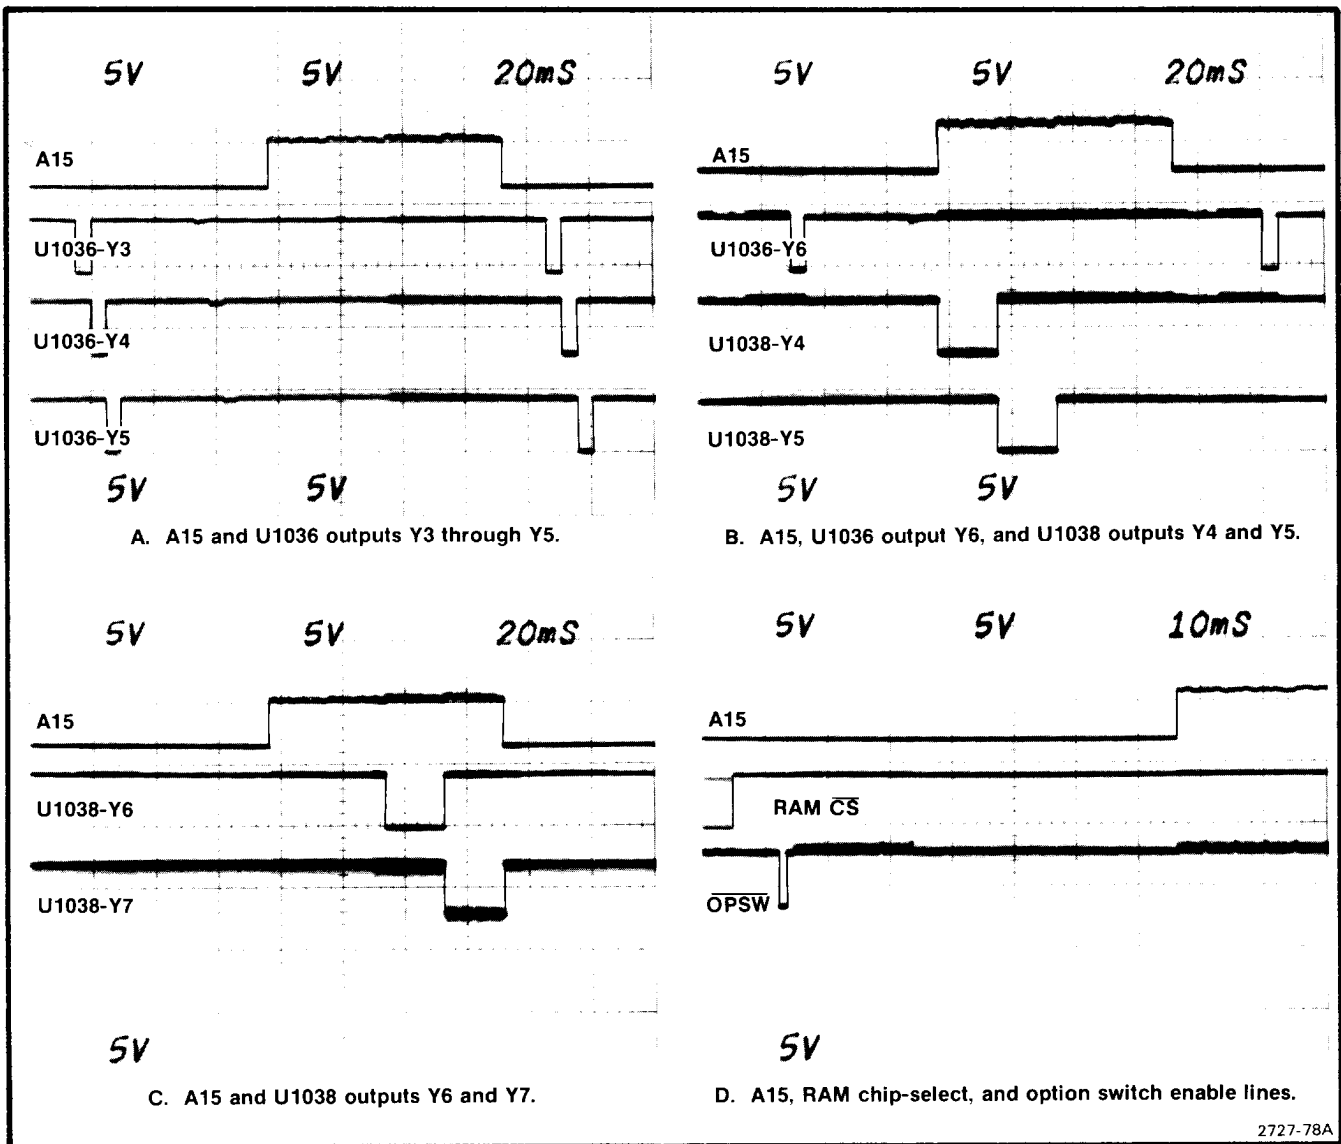 5V 5V 20mS
A15
U1036-Y3
U1036-Y4
U1036-Y5
5V 5V
A. A15 and U1036 outputs Y3 through Y5.
5V 5V 20mS
A15
U1036-Y6
U1038-Y4
U1038-Y5
5V 5V
B. A15, U1036 output Y6, and U1038 outputs Y4 and Y5.
5V 5V 20mS
A15
U1038-Y6
U1038-Y7
5V
C. A15 and U1038 outputs Y6 and Y7.
5V 5V 10mS
A15
RAM C̅S̅
O̅P̅S̅W̅
5V
D. A15, RAM chip-select, and option switch enable lines.
2727-78A